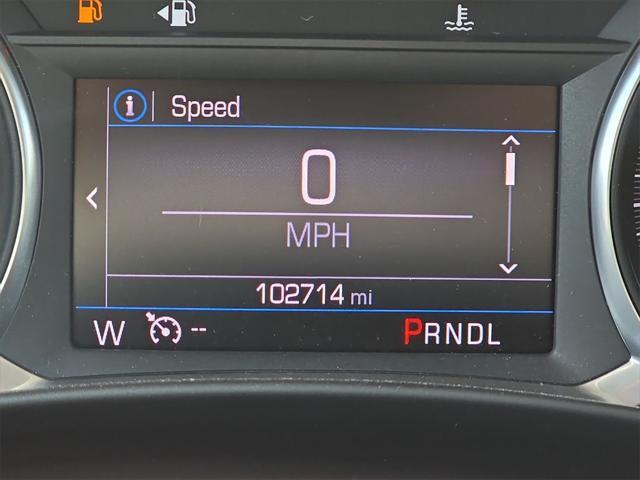 Speed
0
MPH
102714 mi
W -- PRNDL